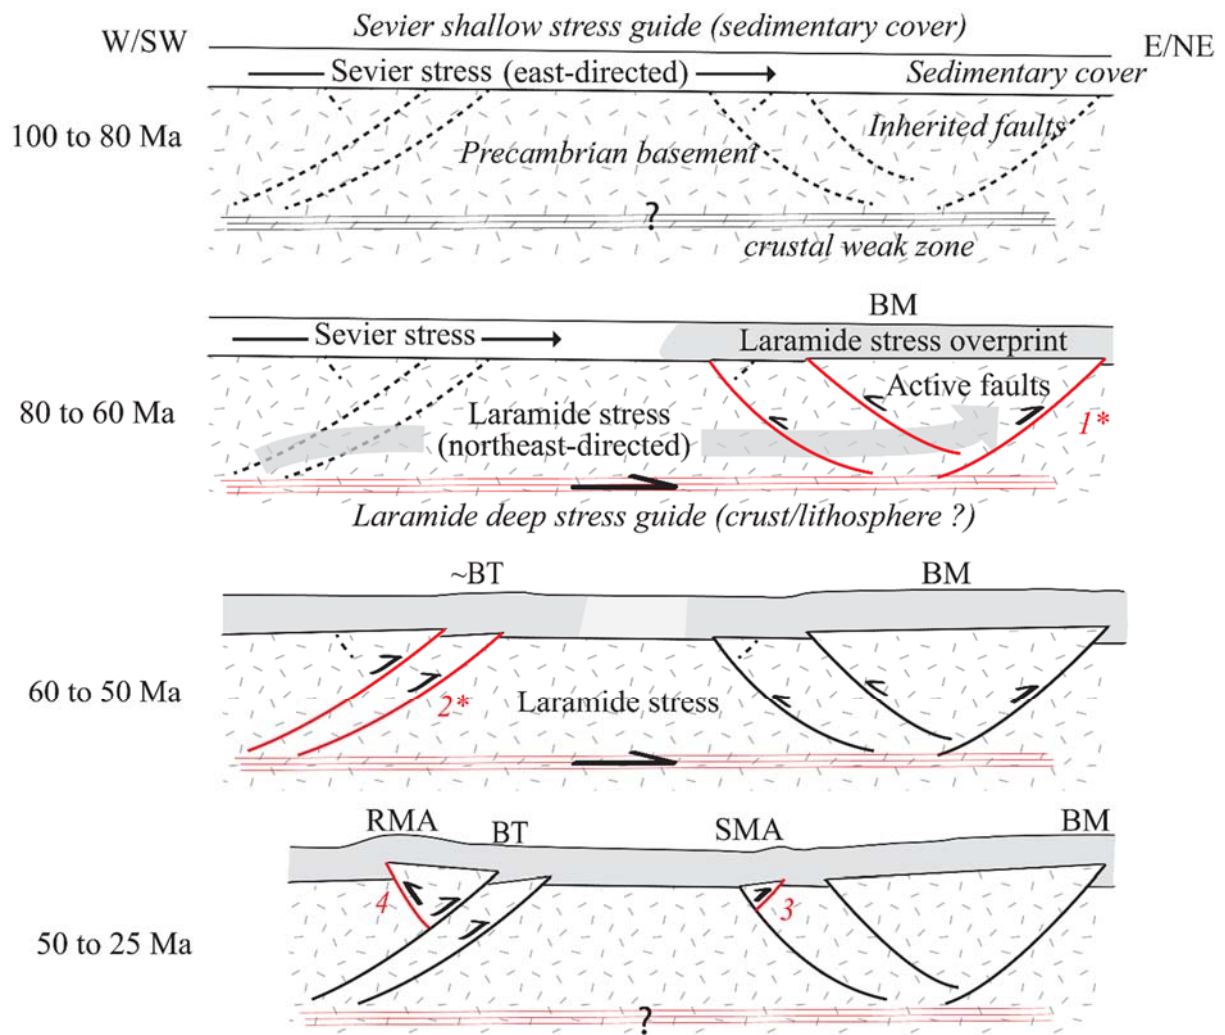 Sevier shallow stress guide (sedimentary cover)
W/SW
E/NE
Sevier stress (east-directed)
Sedimentary cover
100 to 80 Ma
Inherited faults
Precambrian basement
?
crustal weak zone
BM
Sevier stress
Laramide stress overprint
80 to 60 Ma
Active faults
Laramide stress
(northeast-directed)
1*
Laramide deep stress guide (crust/lithosphere ?)
~BT
BM
60 to 50 Ma
2*
Laramide stress
RMA
BT
SMA
BM
4
3
50 to 25 Ma
?